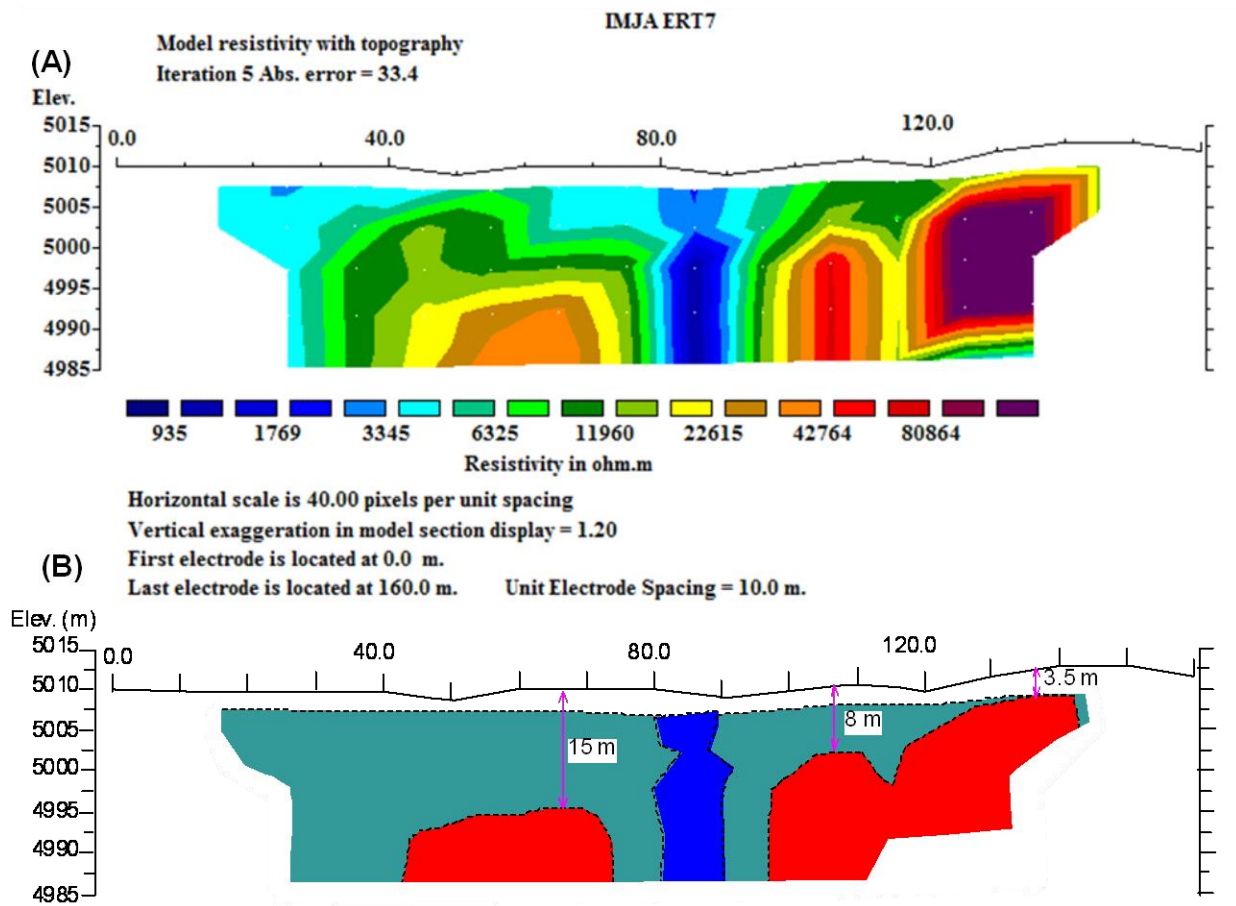 IMJA ERT7
(A)
Model resistivity with topography
Iteration 5 Abs. error = 33.4
Elev.
5015
0.0 40.0 80.0 120.0
5010
5005
5000
4995
4990
4985
935 1769 3345 6325 11960 22615 42764 80864
Resistivity in ohm.m
Horizontal scale is 40.00 pixels per unit spacing
Vertical exaggeration in model section display = 1.20
First electrode is located at 0.0 m.
Last electrode is located at 160.0 m. Unit Electrode Spacing = 10.0 m.
(B)
Elev. (m)
5015
0.0 40.0 80.0 120.0
5010
3.5 m
5005
8 m
15 m
5000
4995
4990
4985